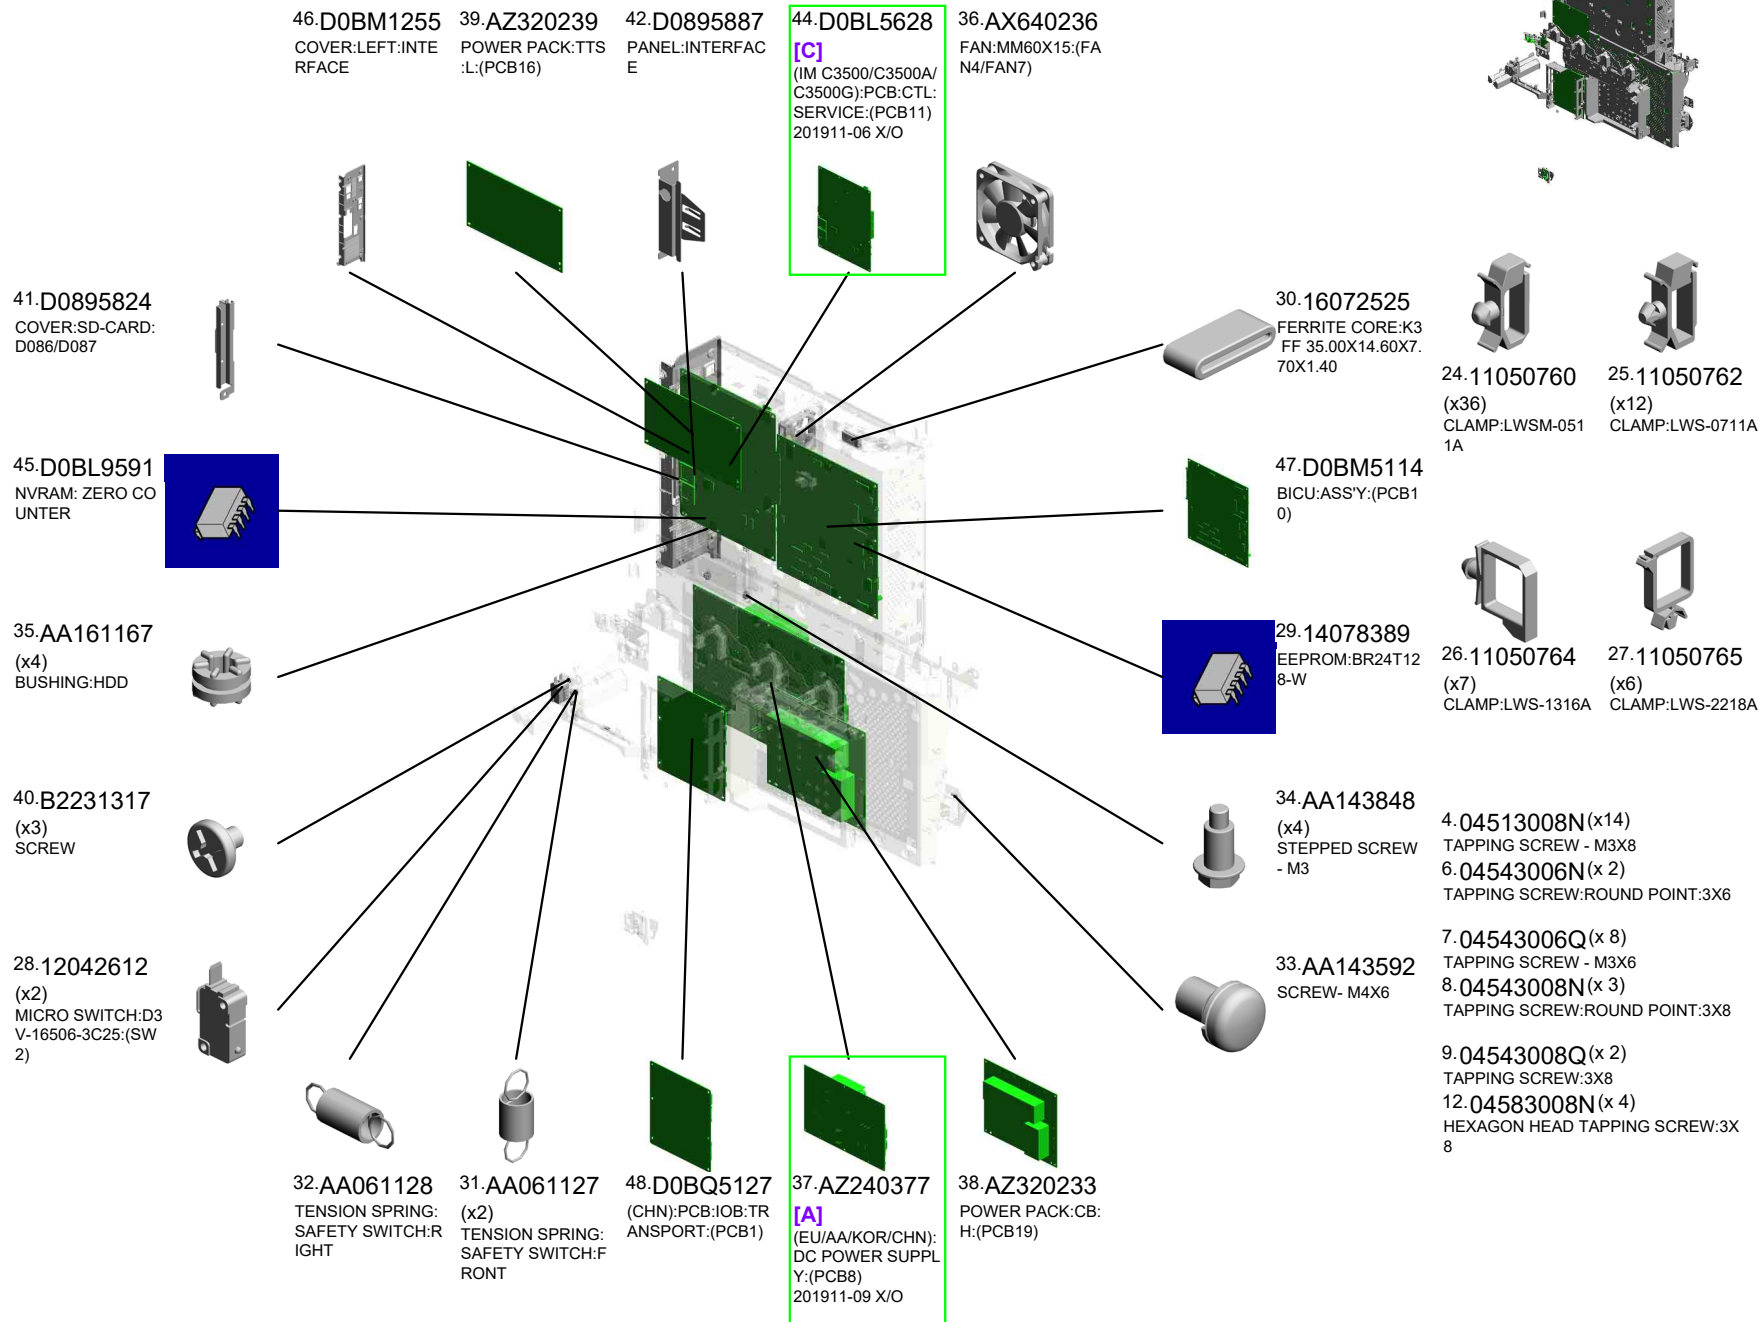 46.D0BM1255
COVER:LEFT:INTE
RFACE
39.AZ320239
POWER PACK:TTS
:L:(PCB16)
42.D0895887
PANEL:INTERFAC
E
44.D0BL5628
[C]
(IM C3500/C3500A/
C3500G):PCB:CTL:
SERVICE:(PCB11)
201911-06 X/O
36.AX640236
FAN:MM60X15:(FA
N4/FAN7)
41.D0895824
COVER:SD-CARD:
D086/D087
30.16072525
FERRITE CORE:K3
FF 35.00X14.60X7.
70X1.40
24.11050760
(x36)
CLAMP:LWSM-051
1A
25.11050762
(x12)
CLAMP:LWS-0711A
45.D0BL9591
NVRAM: ZERO CO
UNTER
47.D0BM5114
BICU:ASS'Y:(PCB1
0)
35.AA161167
(x4)
BUSHING:HDD
29.14078389
EEPROM:BR24T12
8-W
26.11050764
(x7)
CLAMP:LWS-1316A
27.11050765
(x6)
CLAMP:LWS-2218A
40.B2231317
(x3)
SCREW
34.AA143848
(x4)
STEPPED SCREW
- M3
4.04513008N(x14)
TAPPING SCREW - M3X8
6.04543006N(x 2)
TAPPING SCREW:ROUND POINT:3X6
7.04543006Q(x 8)
TAPPING SCREW - M3X6
8.04543008N(x 3)
TAPPING SCREW:ROUND POINT:3X8
9.04543008Q(x 2)
TAPPING SCREW:3X8
12.04583008N(x 4)
HEXAGON HEAD TAPPING SCREW:3X
8
28.12042612
(x2)
MICRO SWITCH:D3
V-16506-3C25:(SW
2)
33.AA143592
SCREW- M4X6
32.AA061128
TENSION SPRING:
SAFETY SWITCH:R
IGHT
31.AA061127
(x2)
TENSION SPRING:
SAFETY SWITCH:F
RONT
48.D0BQ5127
(CHN):PCB:IOB:TR
ANSPORT:(PCB1)
37.AZ240377
[A]
(EU/AA/KOR/CHN):
DC POWER SUPPL
Y:(PCB8)
201911-09 X/O
38.AZ320233
POWER PACK:CB:
H:(PCB19)